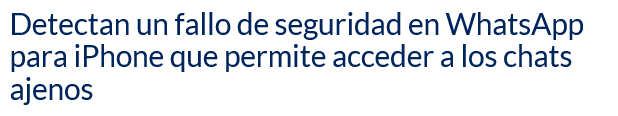 Detectan un fallo de seguridad en WhatsApp
para iPhone que permite acceder a los chats
ajenos